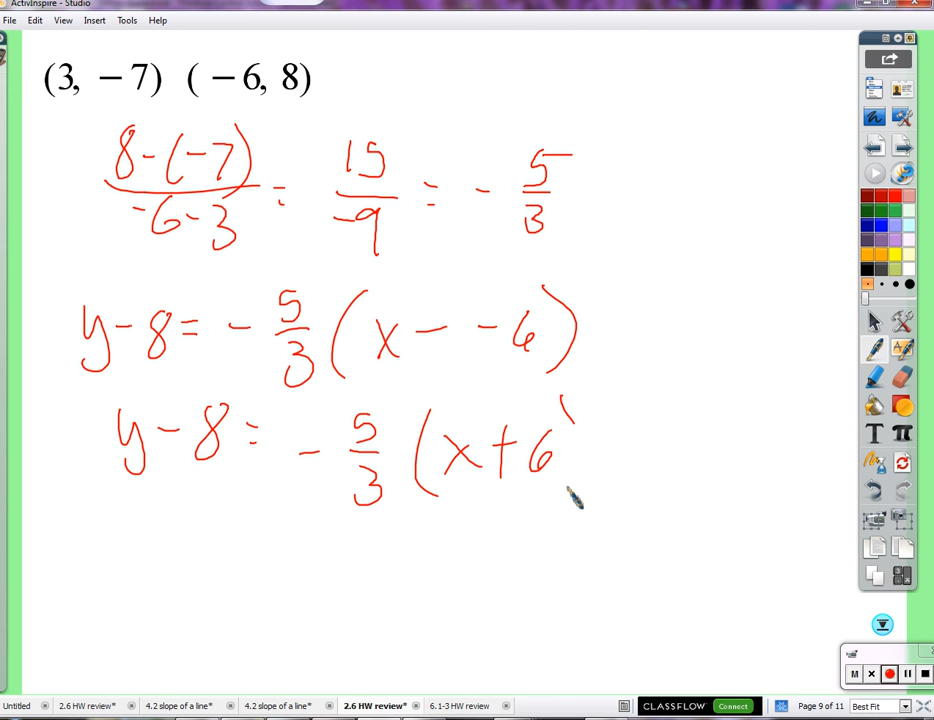 ActivInspire - Studio
File Edit View Insert Tools Help
(3, − 7) (− 6, 8)
8-(-7) / -6-3 = 15 / -9 = - 5/3
y-8= - 5/3 (x - -6)
y-8= - 5/3 (x+6
M
Untitled 2.6 HW review* 4.2 slope of a line* 4.2 slope of a line* 2.6 HW review* 6.1-3 HW review CLASSFLOW Connect Page 9 of 11 Best Fit